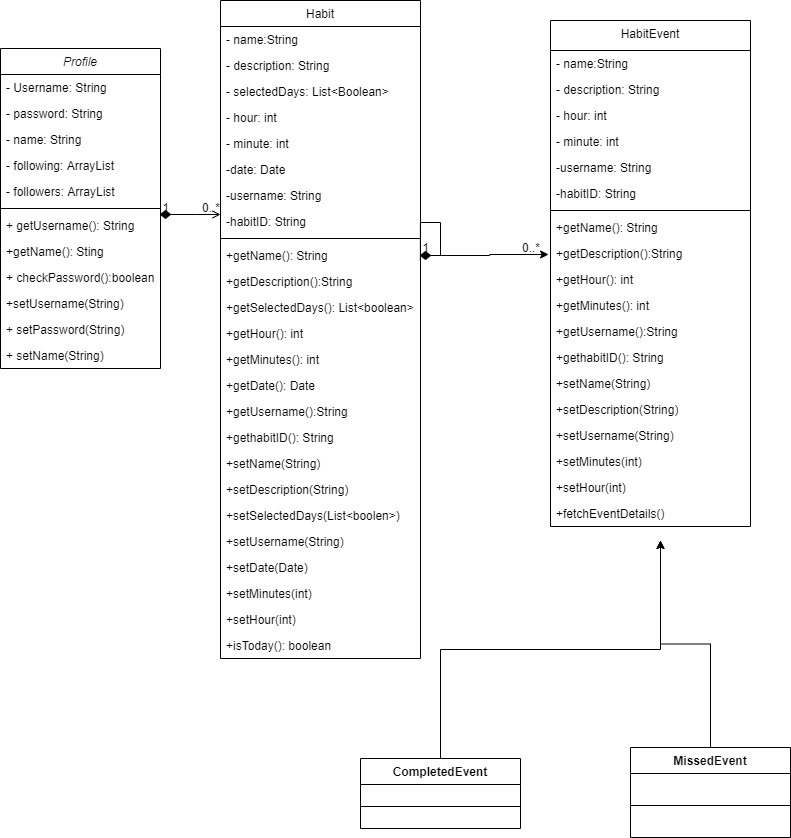 Profile
- Username: String
- password: String
- name: String
- following: ArrayList
- followers: ArrayList
+ getUsername(): String
+getName(): Sting
+ checkPassword():boolean
+setUsername(String)
+ setPassword(String)
+ setName(String)
1
0..*
Habit
- name:String
- description: String
- selectedDays: List<Boolean>
- hour: int
- minute: int
-date: Date
-username: String
-habitID: String
+getName(): String
+getDescription():String
+getSelectedDays(): List<boolean>
+getHour(): int
+getMinutes(): int
+getDate(): Date
+getUsername():String
+gethabitID(): String
+setName(String)
+setDescription(String)
+setSelectedDays(List<boolen>)
+setUsername(String)
+setDate(Date)
+setMinutes(int)
+setHour(int)
+isToday(): boolean
1
0..*
HabitEvent
- name:String
- description: String
- hour: int
- minute: int
-username: String
-habitID: String
+getName(): String
+getDescription():String
+getHour(): int
+getMinutes(): int
+getUsername():String
+gethabitID(): String
+setName(String)
+setDescription(String)
+setUsername(String)
+setMinutes(int)
+setHour(int)
+fetchEventDetails()
CompletedEvent
MissedEvent